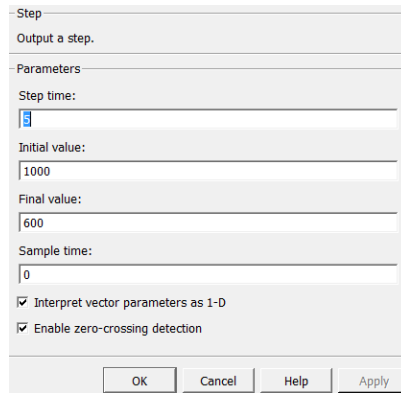 Step
Output a step.
Parameters
Step time:
5
Initial value:
1000
Final value:
600
Sample time:
0
Interpret vector parameters as 1-D
Enable zero-crossing detection
OK Cancel Help Apply